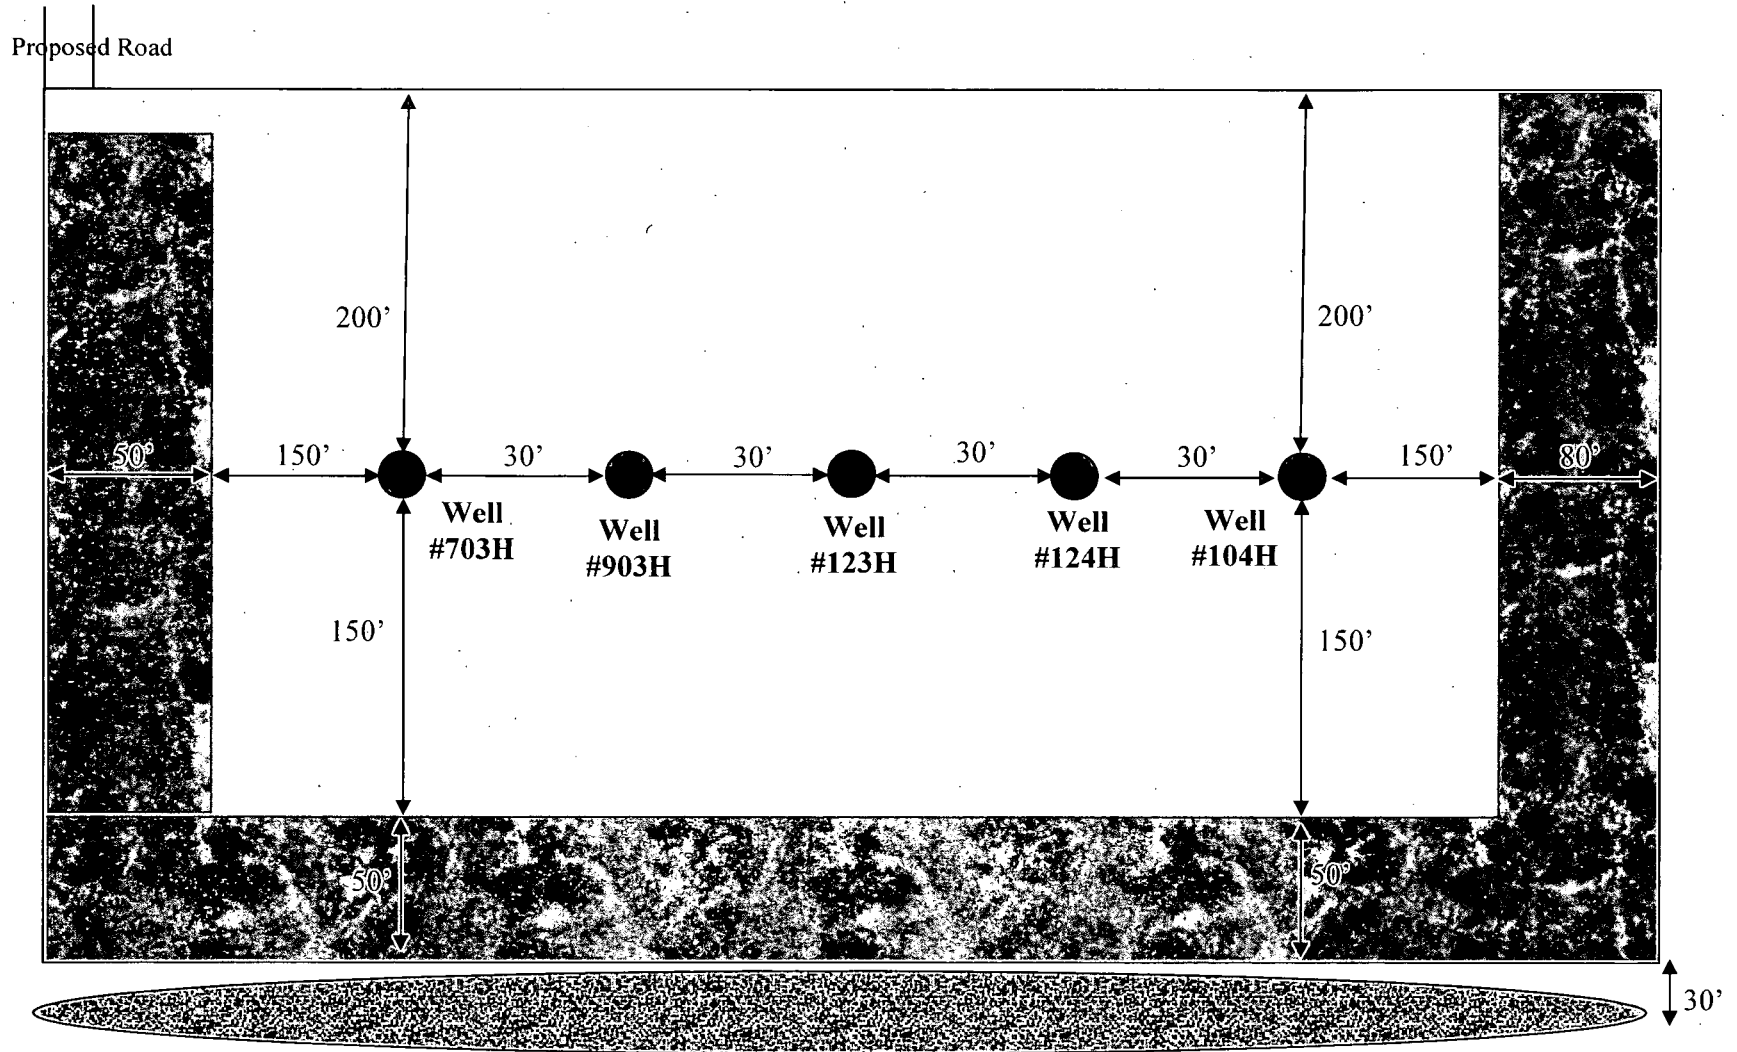 Proposed Road
200’
200’
50’
150’
30’
30’
30’
30’
150’
80’
Well
#703H
Well
#903H
Well
#123H
Well
#124H
Well
#104H
150’
150’
50’
50’
30’